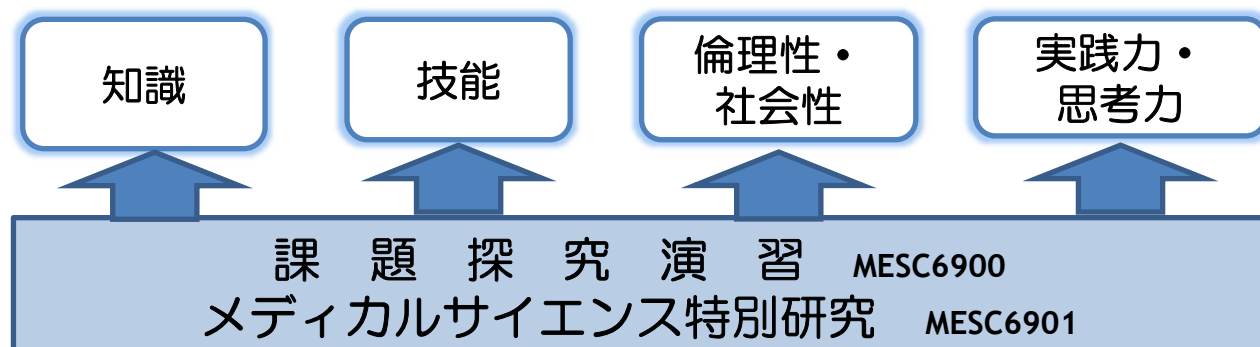 知識
技能
倫理性・
社会性
実践力・
思考力
課題探究演習 MESC6900
メディカルサイエンス特別研究 MESC6901